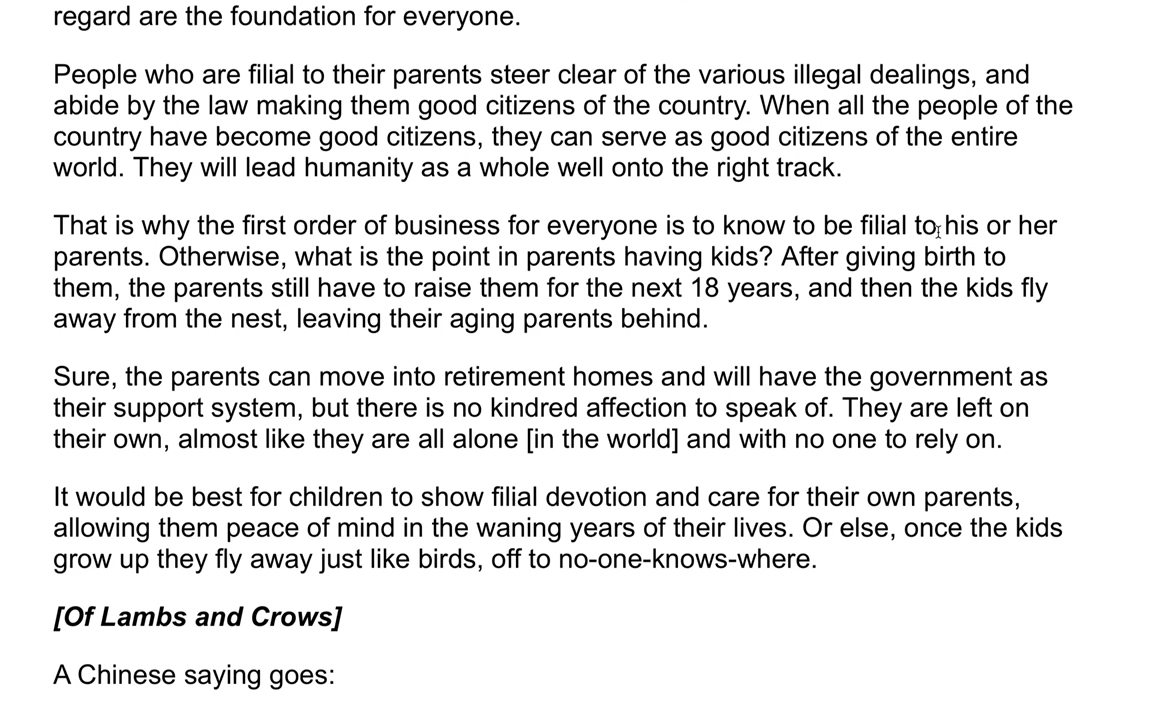 regard are the foundation for everyone.
People who are filial to their parents steer clear of the various illegal dealings, and
abide by the law making them good citizens of the country. When all the people of the
country have become good citizens, they can serve as good citizens of the entire
world. They will lead humanity as a whole well onto the right track.
That is why the first order of business for everyone is to know to be filial to his or her
parents. Otherwise, what is the point in parents having kids? After giving birth to
them, the parents still have to raise them for the next 18 years, and then the kids fly
away from the nest, leaving their aging parents behind.
Sure, the parents can move into retirement homes and will have the government as
their support system, but there is no kindred affection to speak of. They are left on
their own, almost like they are all alone [in the world] and with no one to rely on.
It would be best for children to show filial devotion and care for their own parents,
allowing them peace of mind in the waning years of their lives. Or else, once the kids
grow up they fly away just like birds, off to no-one-knows-where.
[Of Lambs and Crows]
A Chinese saying goes: